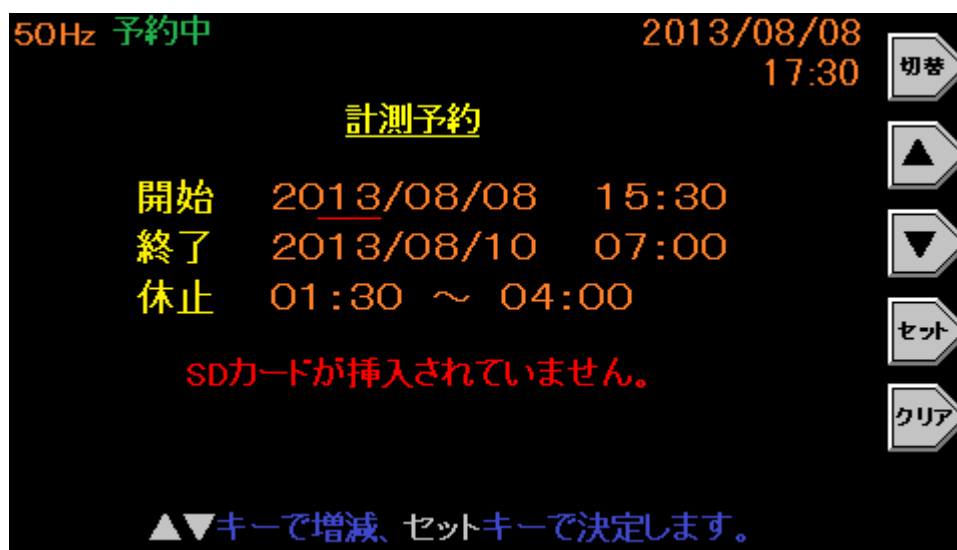 50Hz 予約中 2013/08/08
17:30
計測予約
開始 2013/08/08 15:30
終了 2013/08/10 07:00
休止 01:30 ～ 04:00
SDカードが挿入されていません。
▲▼キーで増減、セットキーで決定します。
切替
▲
▼
セット
クリア